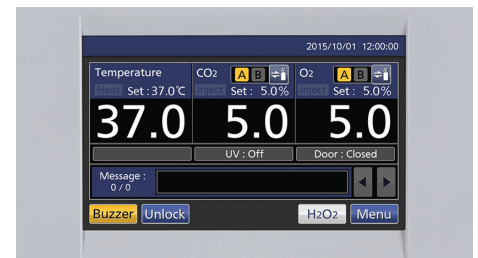 2015/10/01 12:00:00
Temperature
Heat Set : 37.0℃
37.0
CO2 A B
Inject Set : 5.0%
5.0
UV : Off
O2 A B
Inject Set : 5.0%
5.0
Door : Closed
Message :
0 / 0
Buzzer Unlock H2O2 Menu